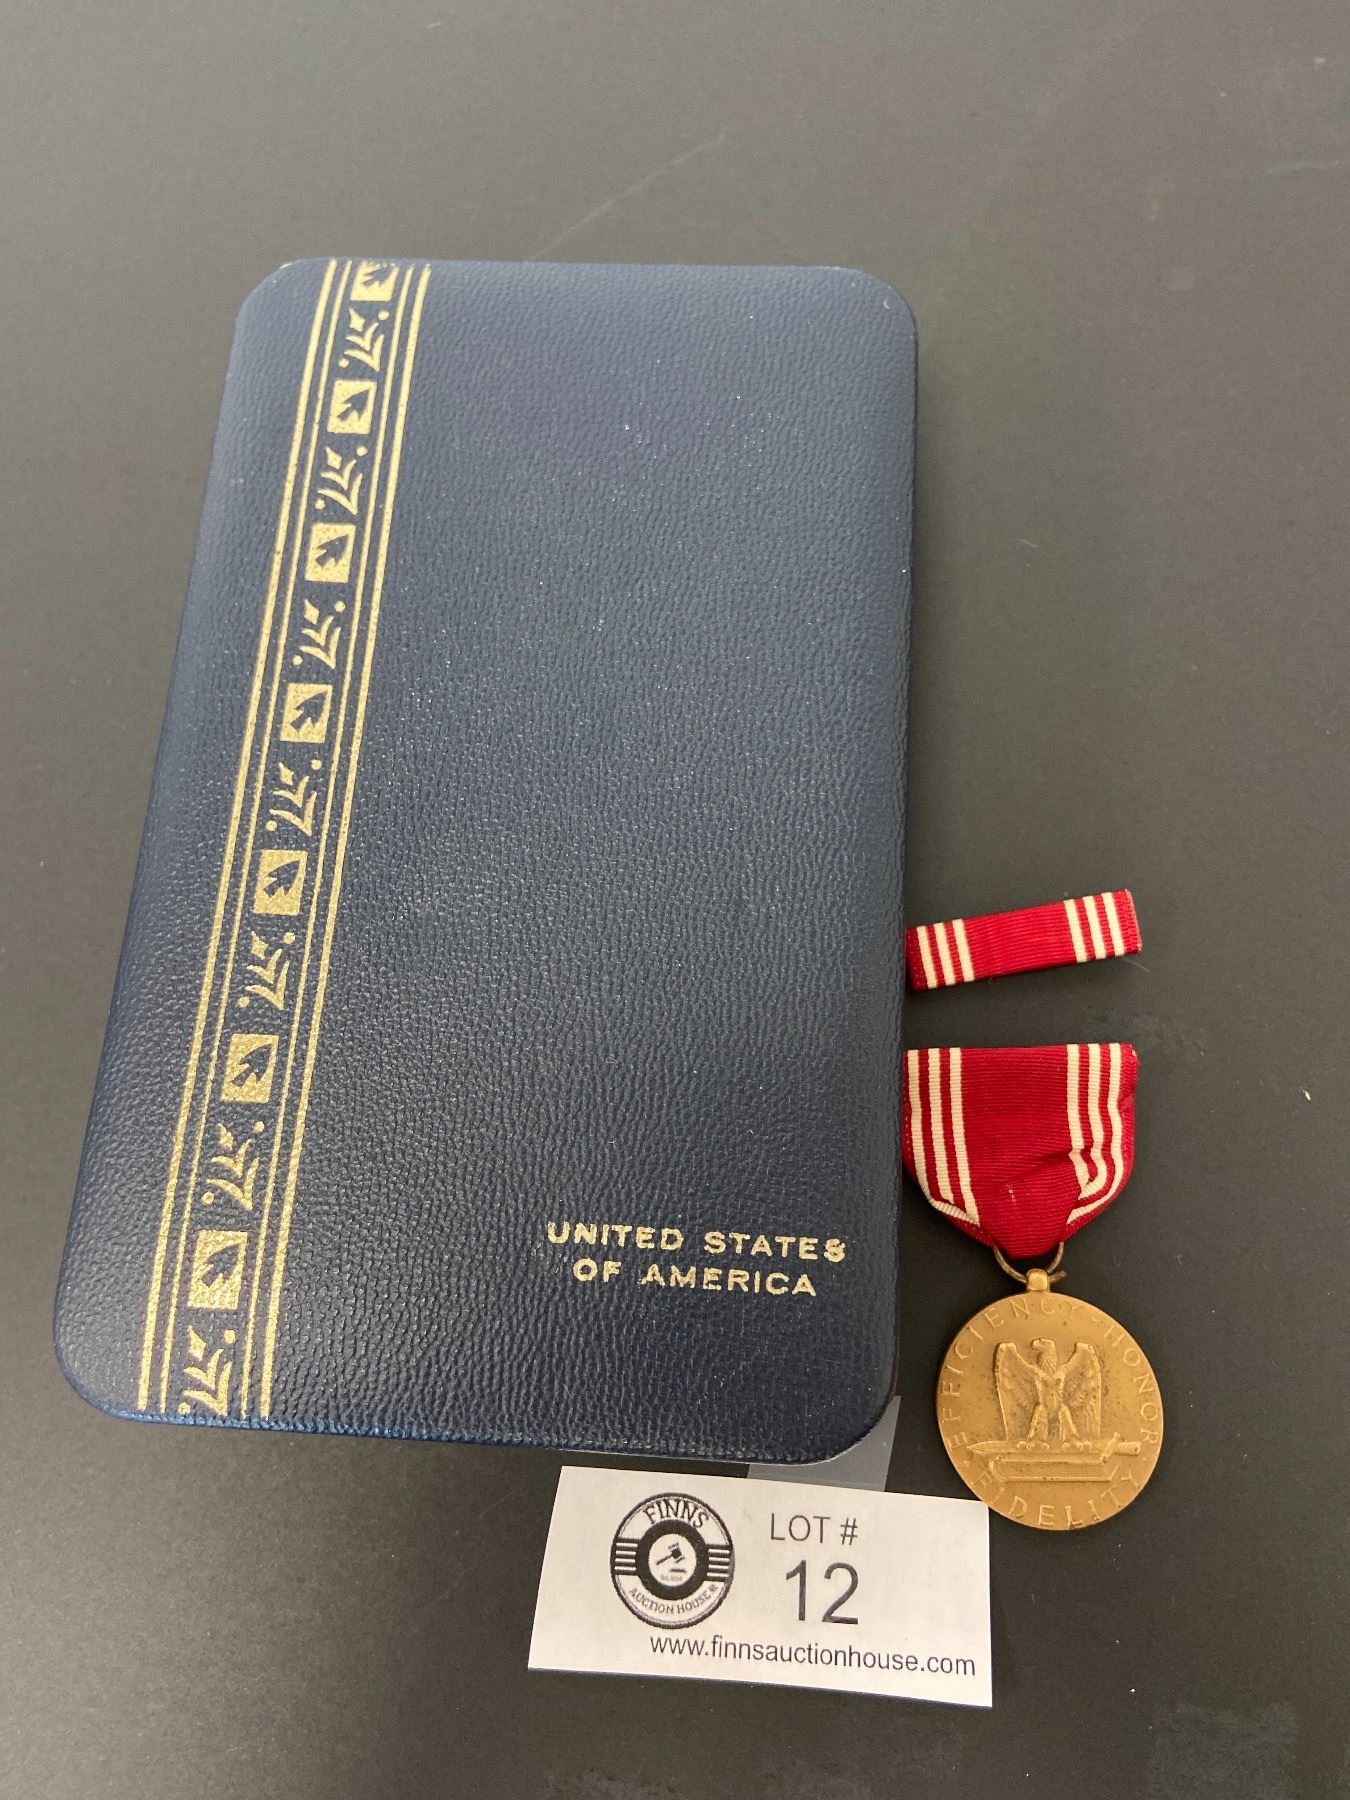 UNITED STATES
OF AMERICA
EFFICIENCY · HONOR
FIDELITY
FINNS
AUCTION HOUSE
LOT #
12
www.finnsauctionhouse.com